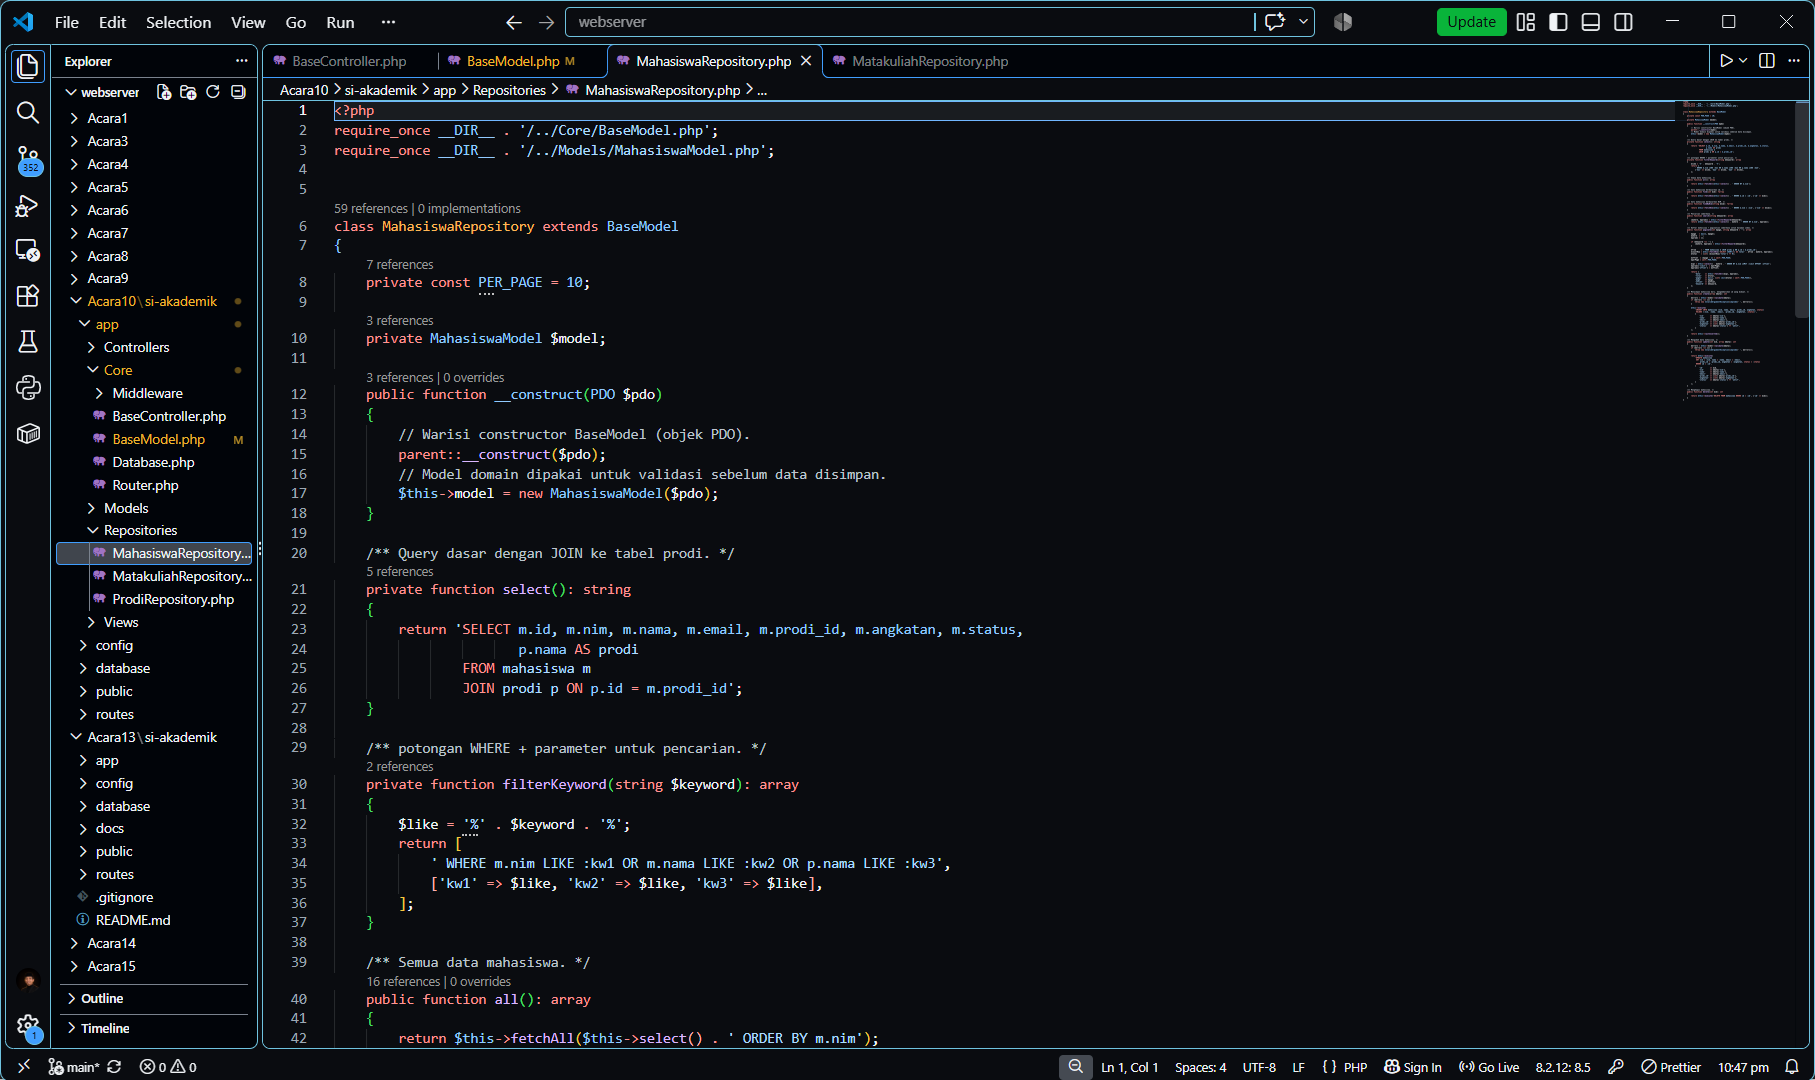 File Edit Selection View Go Run ··· webserver Update
Explorer ···
webserver
Acara1
Acara3
Acara4
Acara5
Acara6
Acara7
Acara8
Acara9
Acara10\si-akademik
app
Controllers
Core
Middleware
BaseController.php
BaseModel.php M
Database.php
Router.php
Models
Repositories
MahasiswaRepository...
MatakuliahRepository...
ProdiRepository.php
Views
config
database
public
routes
Acara13\si-akademik
app
config
database
docs
public
routes
.gitignore
README.md
Acara14
Acara15
Outline
Timeline
352
1
BaseController.php BaseModel.php M MahasiswaRepository.php MatakuliahRepository.php ···
Acara10 > si-akademik > app > Repositories > MahasiswaRepository.php > ...
1 <?php
2 require_once __DIR__ . '/../Core/BaseModel.php';
3 require_once __DIR__ . '/../Models/MahasiswaModel.php';
4
5
59 references | 0 implementations
6 class MahasiswaRepository extends BaseModel
7 {
7 references
8 private const PER_PAGE = 10;
9
3 references
10 private MahasiswaModel $model;
11
3 references | 0 overrides
12 public function __construct(PDO $pdo)
13 {
14 // Warisi constructor BaseModel (objek PDO).
15 parent::__construct($pdo);
16 // Model domain dipakai untuk validasi sebelum data disimpan.
17 $this->model = new MahasiswaModel($pdo);
18 }
19
20 /** Query dasar dengan JOIN ke tabel prodi. */
5 references
21 private function select(): string
22 {
23 return 'SELECT m.id, m.nim, m.nama, m.email, m.prodi_id, m.angkatan, m.status,
24 p.nama AS prodi
25 FROM mahasiswa m
26 JOIN prodi p ON p.id = m.prodi_id';
27 }
28
29 /** potongan WHERE + parameter untuk pencarian. */
2 references
30 private function filterKeyword(string $keyword): array
31 {
32 $like = '%' . $keyword . '%';
33 return [
34 ' WHERE m.nim LIKE :kw1 OR m.nama LIKE :kw2 OR p.nama LIKE :kw3',
35 ['kw1' => $like, 'kw2' => $like, 'kw3' => $like],
36 ];
37 }
38
39 /** Semua data mahasiswa. */
16 references | 0 overrides
40 public function all(): array
41 {
42 return $this->fetchAll($this->select() . ' ORDER BY m.nim');
main* 0 0 Ln 1, Col 1 Spaces: 4 UTF-8 LF { } PHP Sign In Go Live 8.2.12: 8.5 Prettier 10:47 pm